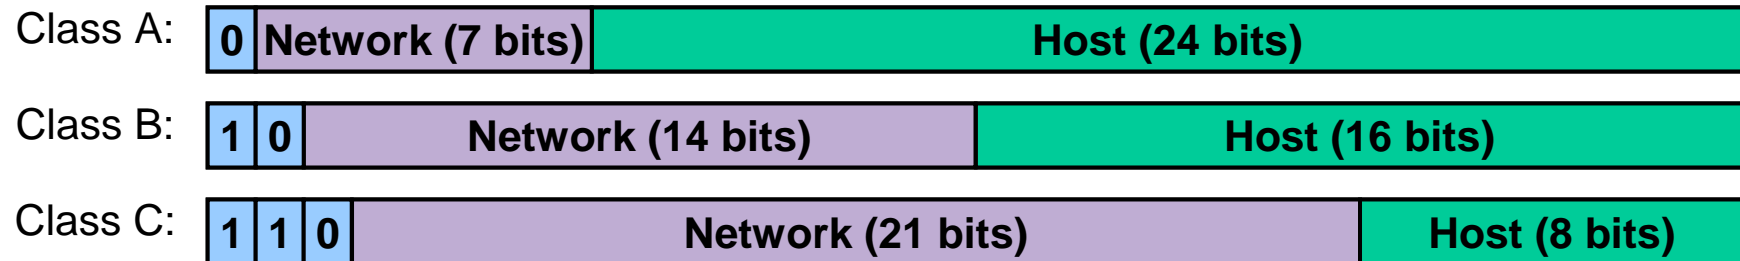 Class A: 0 Network (7 bits) Host (24 bits)
Class B: 1 0 Network (14 bits) Host (16 bits)
Class C: 1 1 0 Network (21 bits) Host (8 bits)